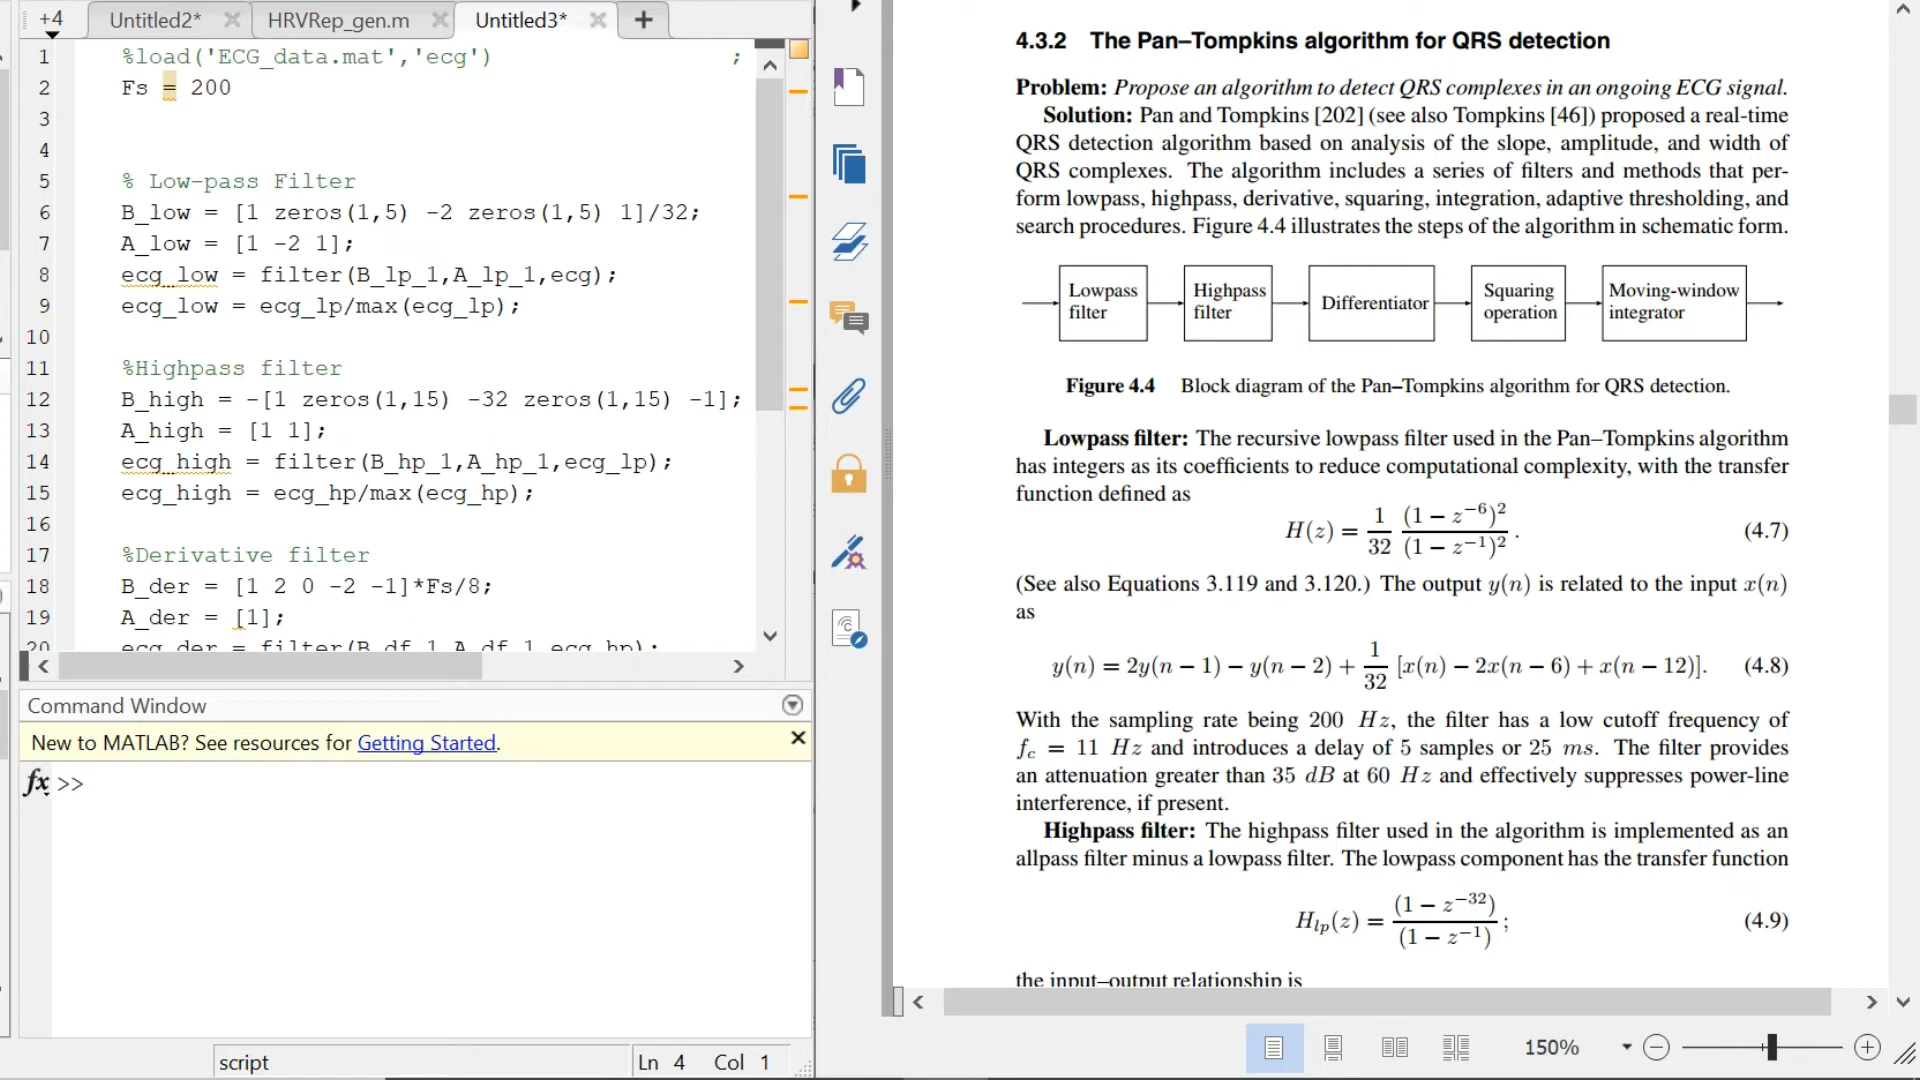 +4 Untitled2* HRVRep_gen.m Untitled3* +
1 %load('ECG_data.mat','ecg') ;
2 Fs = 200
3
4
5 % Low-pass Filter
6 B_low = [1 zeros(1,5) -2 zeros(1,5) 1]/32;
7 A_low = [1 -2 1];
8 ecg_low = filter(B_lp_1,A_lp_1,ecg);
9 ecg_low = ecg_lp/max(ecg_lp);
10
11 %Highpass filter
12 B_high = -[1 zeros(1,15) -32 zeros(1,15) -1];
13 A_high = [1 1];
14 ecg_high = filter(B_hp_1,A_hp_1,ecg_lp);
15 ecg_high = ecg_hp/max(ecg_hp);
16
17 %Derivative filter
18 B_der = [1 2 0 -2 -1]*Fs/8;
19 A_der = [1];
20 ecg_der = filter(B_df_1,A_df_1,ecg_hp);
Command Window
New to MATLAB? See resources for Getting Started.
fx >>
script Ln 4 Col 1
4.3.2 The Pan–Tompkins algorithm for QRS detection
Problem: Propose an algorithm to detect QRS complexes in an ongoing ECG signal.
Solution: Pan and Tompkins [202] (see also Tompkins [46]) proposed a real-time
QRS detection algorithm based on analysis of the slope, amplitude, and width of
QRS complexes. The algorithm includes a series of filters and methods that per-
form lowpass, highpass, derivative, squaring, integration, adaptive thresholding, and
search procedures. Figure 4.4 illustrates the steps of the algorithm in schematic form.
Lowpass filter
Highpass filter
Differentiator
Squaring operation
Moving-window integrator
Figure 4.4 Block diagram of the Pan–Tompkins algorithm for QRS detection.
Lowpass filter: The recursive lowpass filter used in the Pan–Tompkins algorithm
has integers as its coefficients to reduce computational complexity, with the transfer
function defined as
H(z) = 1/32 (1 − z⁻⁶)² / (1 − z⁻¹)² . (4.7)
(See also Equations 3.119 and 3.120.) The output y(n) is related to the input x(n)
as
y(n) = 2y(n − 1) − y(n − 2) + 1/32 [x(n) − 2x(n − 6) + x(n − 12)]. (4.8)
With the sampling rate being 200 Hz, the filter has a low cutoff frequency of
fc = 11 Hz and introduces a delay of 5 samples or 25 ms. The filter provides
an attenuation greater than 35 dB at 60 Hz and effectively suppresses power-line
interference, if present.
Highpass filter: The highpass filter used in the algorithm is implemented as an
allpass filter minus a lowpass filter. The lowpass component has the transfer function
Hlp(z) = (1 − z⁻³²) / (1 − z⁻¹) ; (4.9)
the input–output relationship is
150%